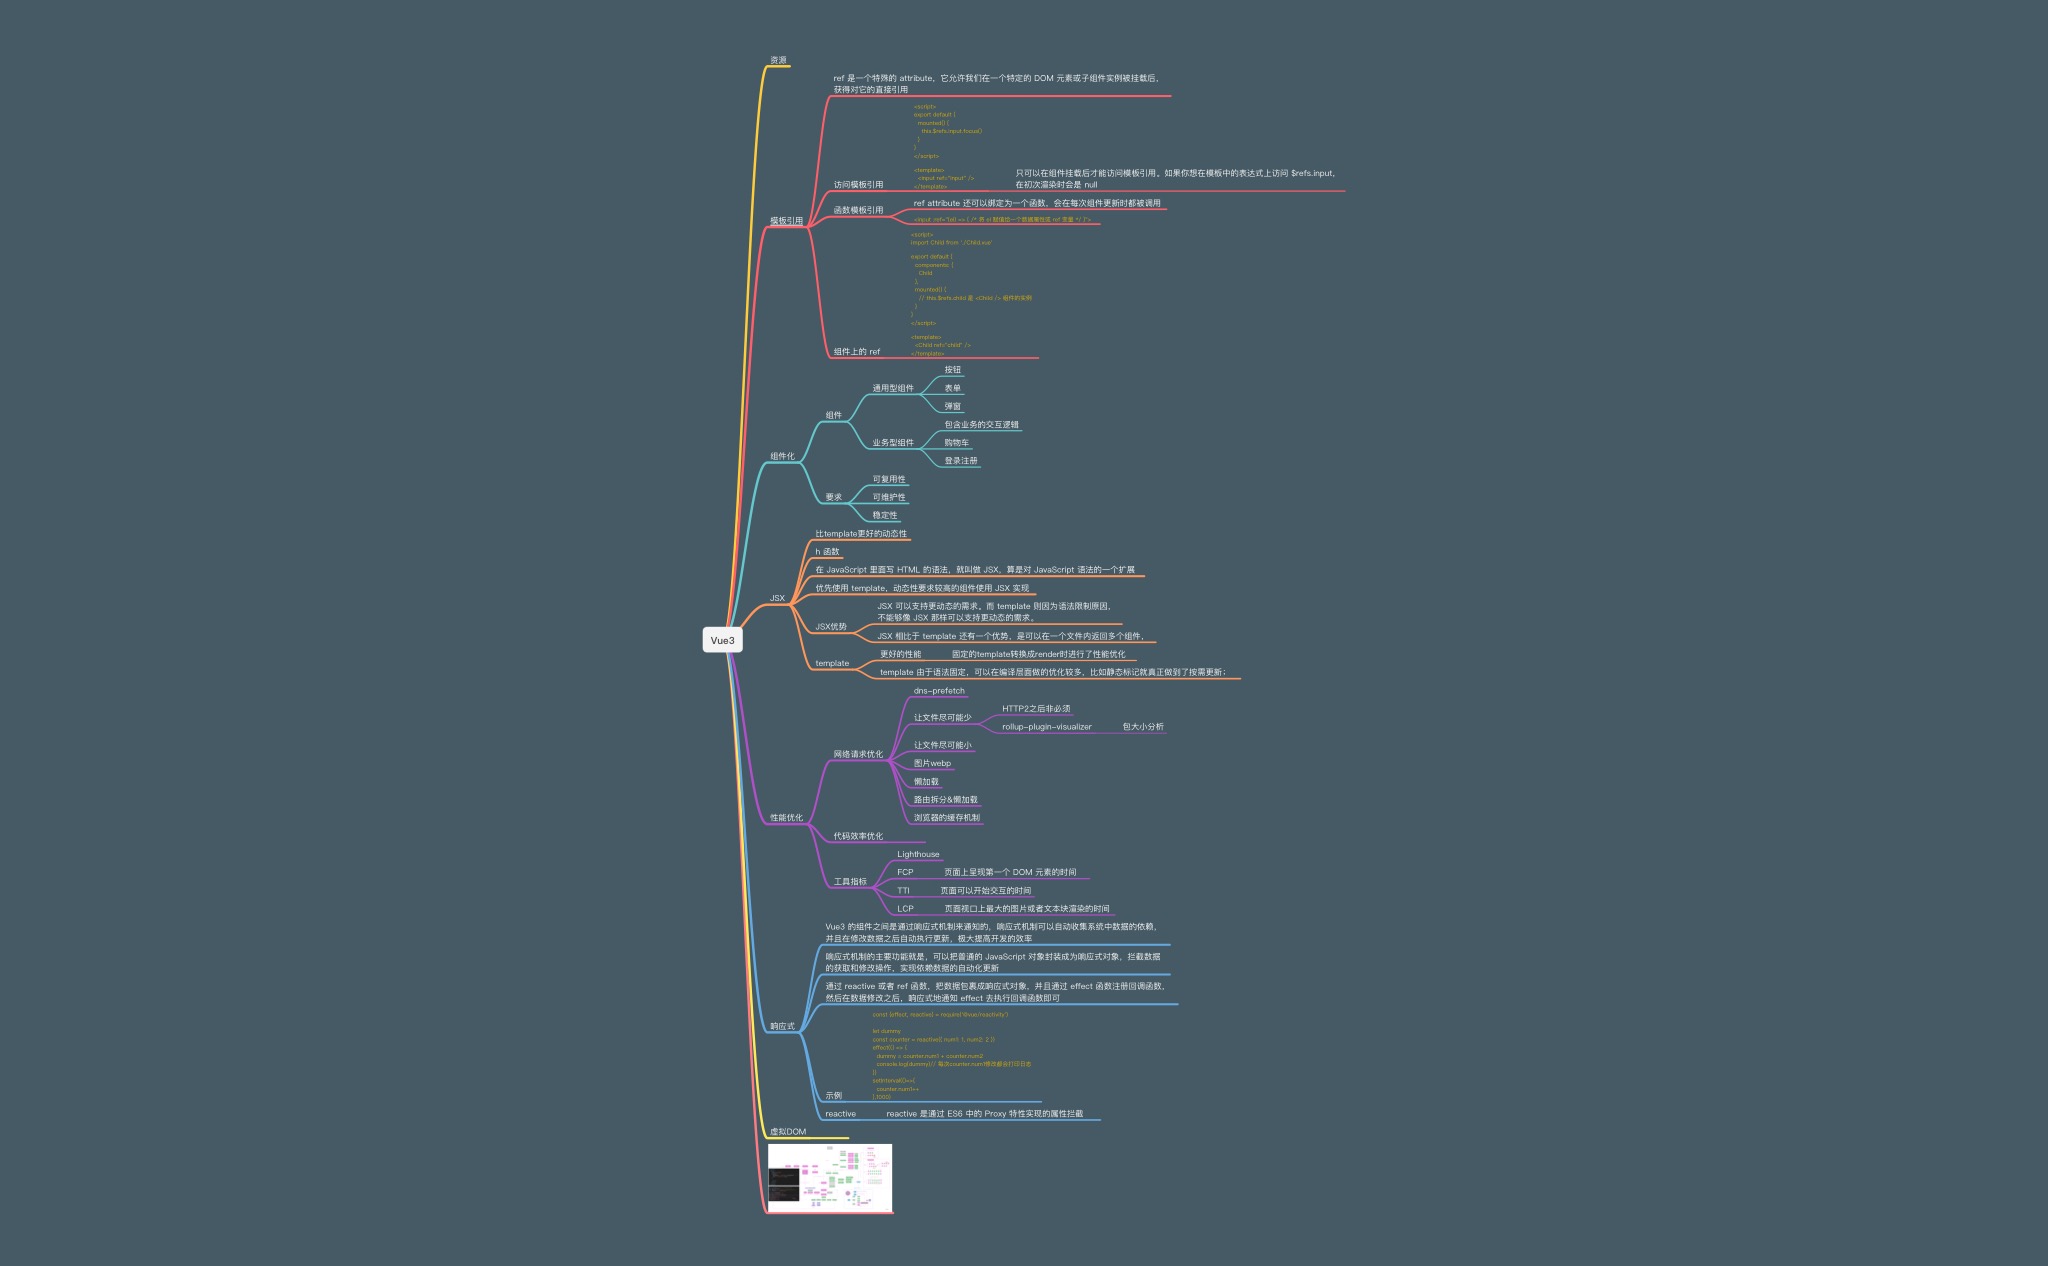 资源
ref 是一个特殊的 attribute，它允许我们在一个特定的 DOM 元素或子组件实例被挂载后，
获得对它的直接引用
<script>
export default {
mounted() {
this.$refs.input.focus()
}
}
</script>
<template>
<input ref="input" />
</template>
访问模板引用
只可以在组件挂载后才能访问模板引用。如果你想在模板中的表达式上访问 $refs.input，
在初次渲染时会是 null
模板引用
函数模板引用
ref attribute 还可以绑定为一个函数，会在每次组件更新时都被调用
<input :ref="(el) => { /* 将 el 赋值给一个数据属性或 ref 变量 */ }">
<script>
import Child from './Child.vue'
export default {
components: {
Child
},
mounted() {
// this.$refs.child 是 <Child /> 组件的实例
}
}
</script>
<template>
<Child ref="child" />
</template>
组件上的 ref
组件化
组件
通用型组件
按钮
表单
弹窗
业务型组件
包含业务的交互逻辑
购物车
登录注册
要求
可复用性
可维护性
稳定性
Vue3
JSX
比template更好的动态性
h 函数
在 JavaScript 里面写 HTML 的语法，就叫做 JSX，算是对 JavaScript 语法的一个扩展
优先使用 template，动态性要求较高的组件使用 JSX 实现
JSX优势
JSX 可以支持更动态的需求。而 template 则因为语法限制原因，
不能够像 JSX 那样可以支持更动态的需求。
JSX 相比于 template 还有一个优势，是可以在一个文件内返回多个组件，
template
更好的性能
固定的template转换成render时进行了性能优化
template 由于语法固定，可以在编译层面做的优化较多，比如静态标记就真正做到了按需更新；
性能优化
网络请求优化
dns-prefetch
让文件尽可能少
HTTP2之后非必须
rollup-plugin-visualizer
包大小分析
让文件尽可能小
图片webp
懒加载
路由拆分&懒加载
浏览器的缓存机制
代码效率优化
工具指标
Lighthouse
FCP
页面上呈现第一个 DOM 元素的时间
TTI
页面可以开始交互的时间
LCP
页面视口上最大的图片或者文本块渲染的时间
响应式
Vue3 的组件之间是通过响应式机制来通知的，响应式机制可以自动收集系统中数据的依赖，
并且在修改数据之后自动执行更新，极大提高开发的效率
响应式机制的主要功能就是，可以把普通的 JavaScript 对象封装成为响应式对象，拦截数据
的获取和修改操作，实现依赖数据的自动化更新
通过 reactive 或者 ref 函数，把数据包裹成响应式对象，并且通过 effect 函数注册回调函数，
然后在数据修改之后，响应式地通知 effect 去执行回调函数即可
const {effect, reactive} = require('@vue/reactivity')
let dummy
const counter = reactive({ num1: 1, num2: 2 })
effect(() => {
dummy = counter.num1 + counter.num2
console.log(dummy)// 每次counter.num1修改都会打印日志
})
setInterval(()=>{
counter.num1++
},1000)
示例
reactive
reactive 是通过 ES6 中的 Proxy 特性实现的属性拦截
虚拟DOM